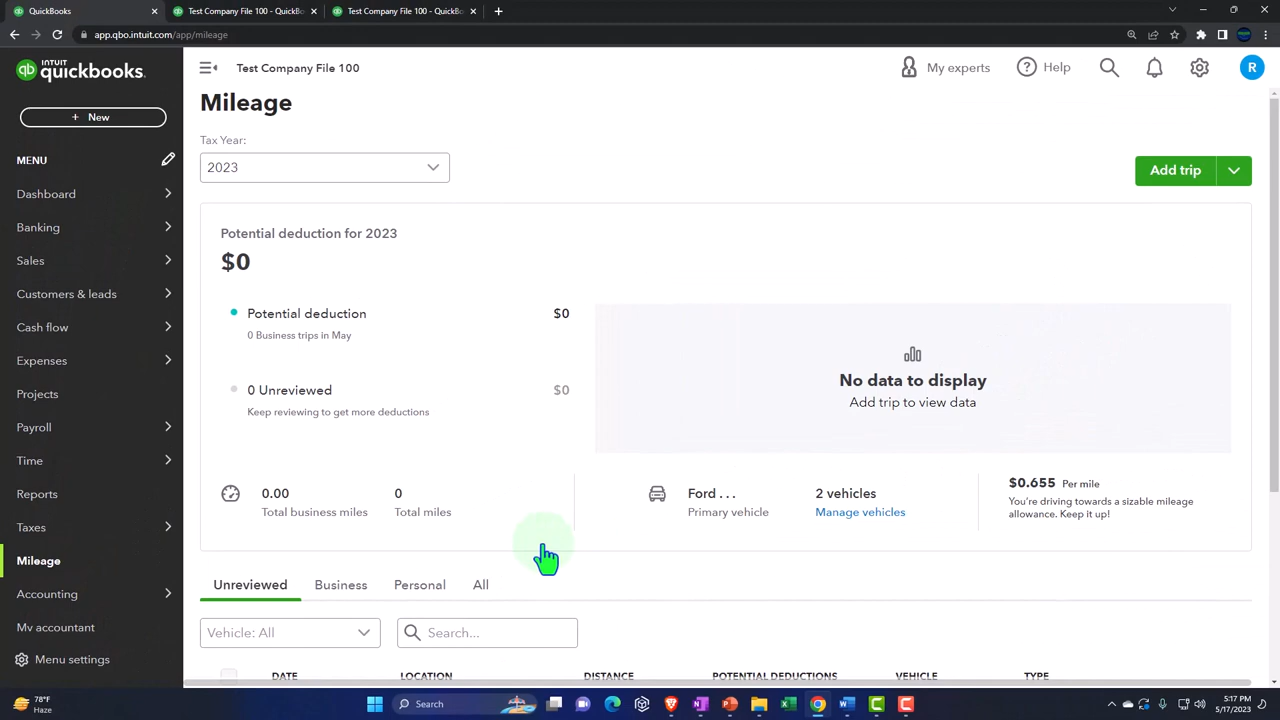 QuickBooks
Test Company File 100 - QuickB
Test Company File 100 - QuickBo
app.qbo.intuit.com/app/mileage
INTUIT
quickbooks.
Test Company File 100
My experts
Help
R
+ New
MENU
Dashboard
Banking
Sales
Customers & leads
Cash flow
Expenses
Projects
Payroll
Time
Reports
Taxes
Mileage
Accounting
My accountant
Menu settings
Mileage
Tax Year:
2023
Add trip
Potential deduction for 2023
$0
Potential deduction $0
0 Business trips in May
0 Unreviewed $0
Keep reviewing to get more deductions
No data to display
Add trip to view data
0.00
Total business miles
0
Total miles
Ford . . .
Primary vehicle
2 vehicles
Manage vehicles
$0.655 Per mile
You're driving towards a sizable mileage
allowance. Keep it up!
Unreviewed Business Personal All
Vehicle: All
Search...
DATE LOCATION DISTANCE POTENTIAL DEDUCTIONS VEHICLE TYPE
78°F
Haze
Search
5:17 PM
5/17/2023